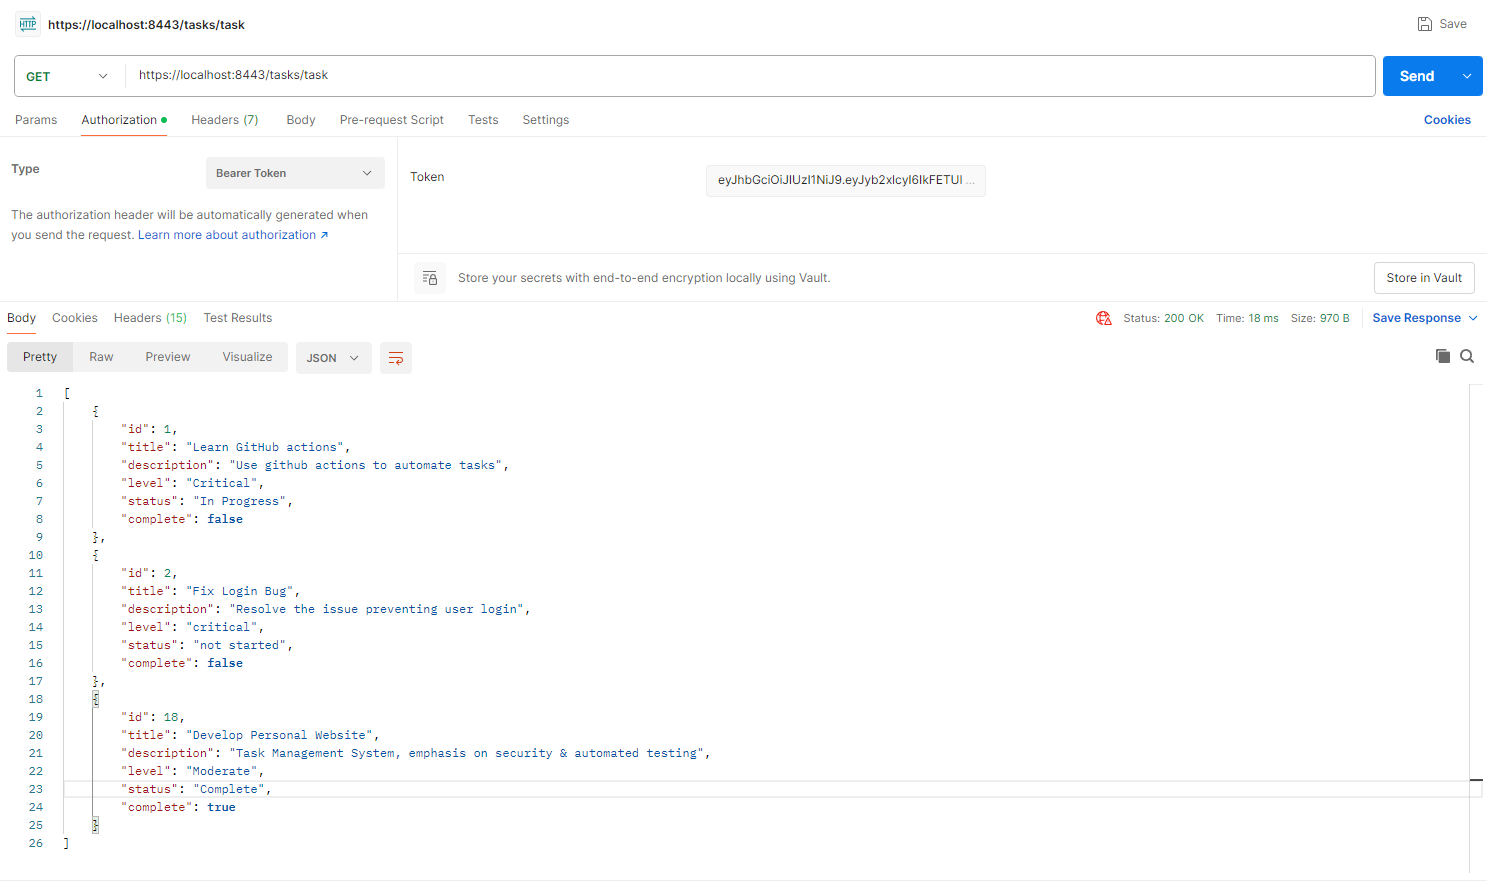 HTTP https://localhost:8443/tasks/task Save
GET https://localhost:8443/tasks/task Send
Params Authorization Headers (7) Body Pre-request Script Tests Settings Cookies
Type Bearer Token
The authorization header will be automatically generated when
you send the request. Learn more about authorization ↗
Token eyJhbGciOiJIUzI1NiJ9.eyJyb2xlcyI6IkFETUI ...
Store your secrets with end-to-end encryption locally using Vault. Store in Vault
Body Cookies Headers (15) Test Results Status: 200 OK Time: 18 ms Size: 970 B Save Response
Pretty Raw Preview Visualize JSON
1 [
2 {
3 "id": 1,
4 "title": "Learn GitHub actions",
5 "description": "Use github actions to automate tasks",
6 "level": "Critical",
7 "status": "In Progress",
8 "complete": false
9 },
10 {
11 "id": 2,
12 "title": "Fix Login Bug",
13 "description": "Resolve the issue preventing user login",
14 "level": "critical",
15 "status": "not started",
16 "complete": false
17 },
18 {
19 "id": 18,
20 "title": "Develop Personal Website",
21 "description": "Task Management System, emphasis on security & automated testing",
22 "level": "Moderate",
23 "status": "Complete",
24 "complete": true
25 }
26 ]